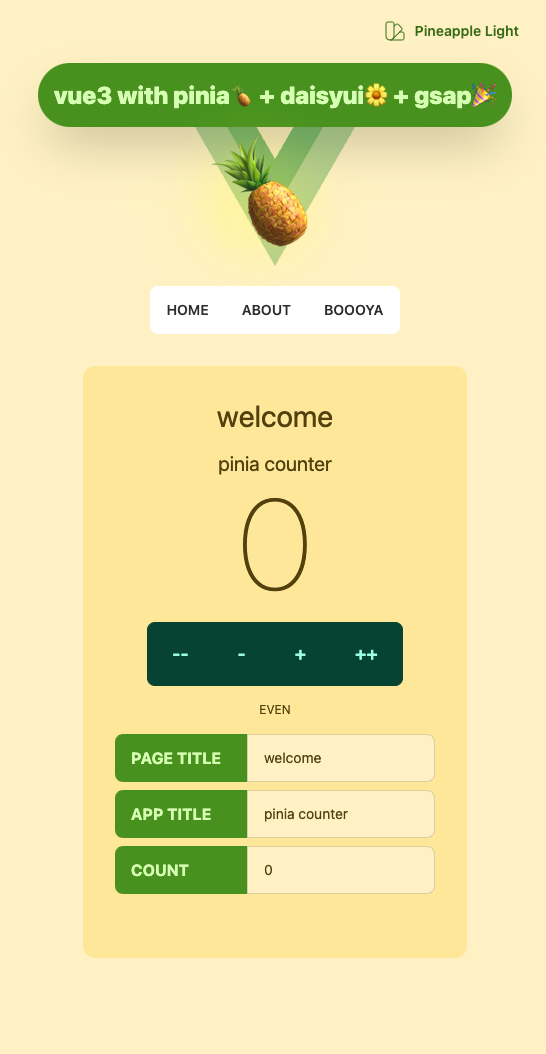 Pineapple Light
vue3 with pinia🍍 + daisyui🌼 + gsap🎉
HOME ABOUT BOOOYA
welcome
pinia counter
0
-- - + ++
EVEN
PAGE TITLE welcome
APP TITLE pinia counter
COUNT 0